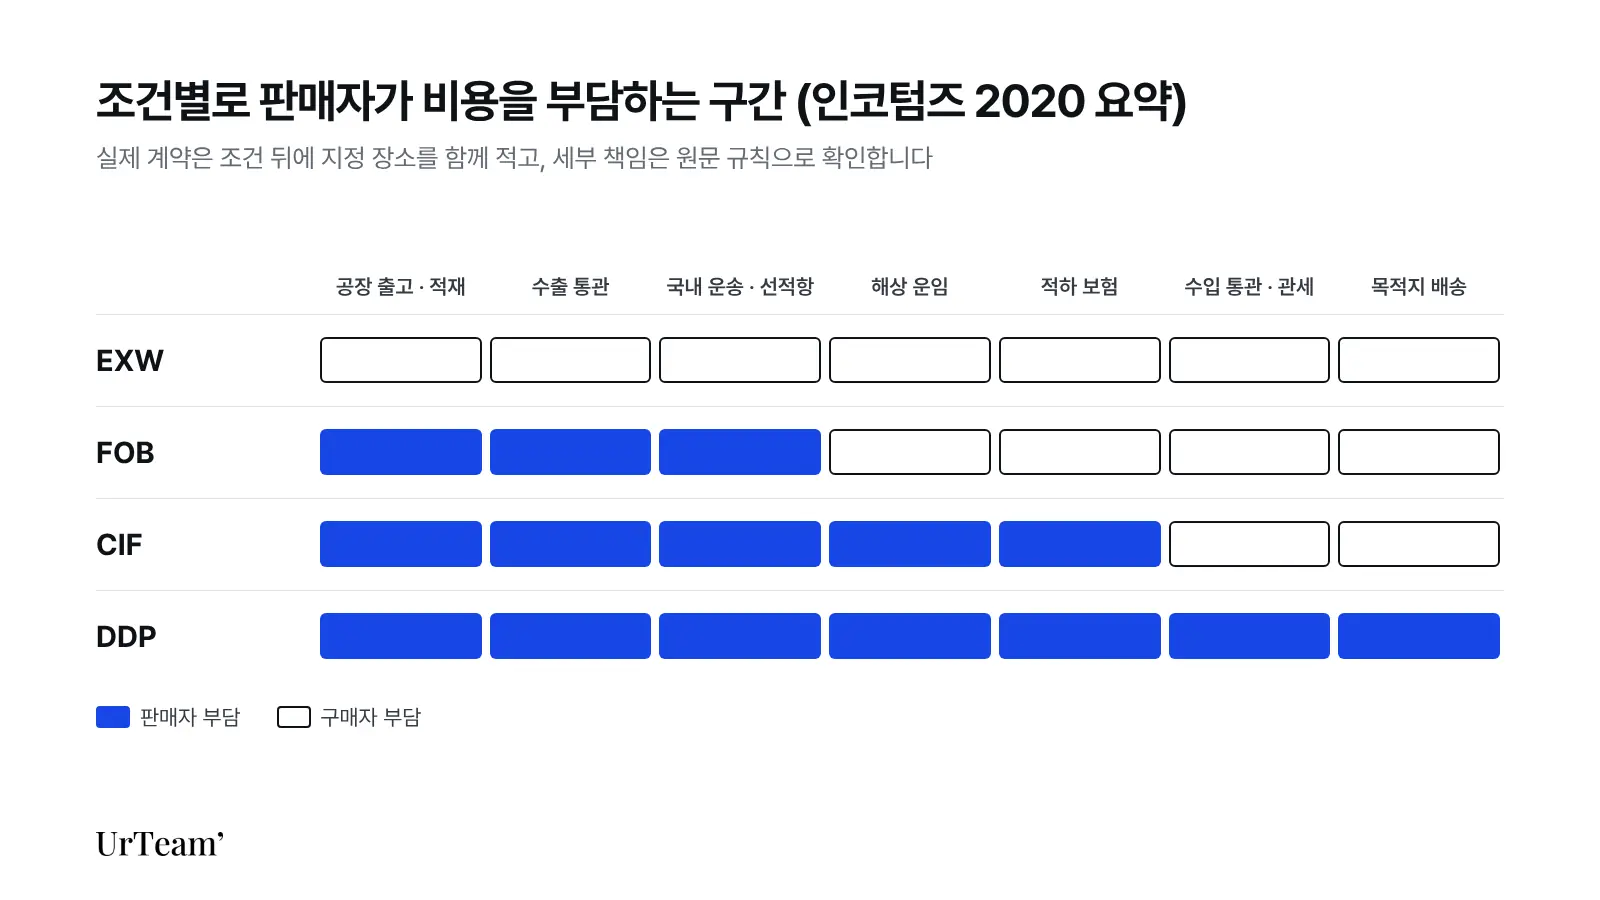 조건별로 판매자가 비용을 부담하는 구간 (인코텀즈 2020 요약)
실제 계약은 조건 뒤에 지정 장소를 함께 적고, 세부 책임은 원문 규칙으로 확인합니다
공장 출고 · 적재 수출 통관 국내 운송 · 선적항 해상 운임 적하 보험 수입 통관 · 관세 목적지 배송
EXW
FOB
CIF
DDP
판매자 부담 구매자 부담
UrTeam’